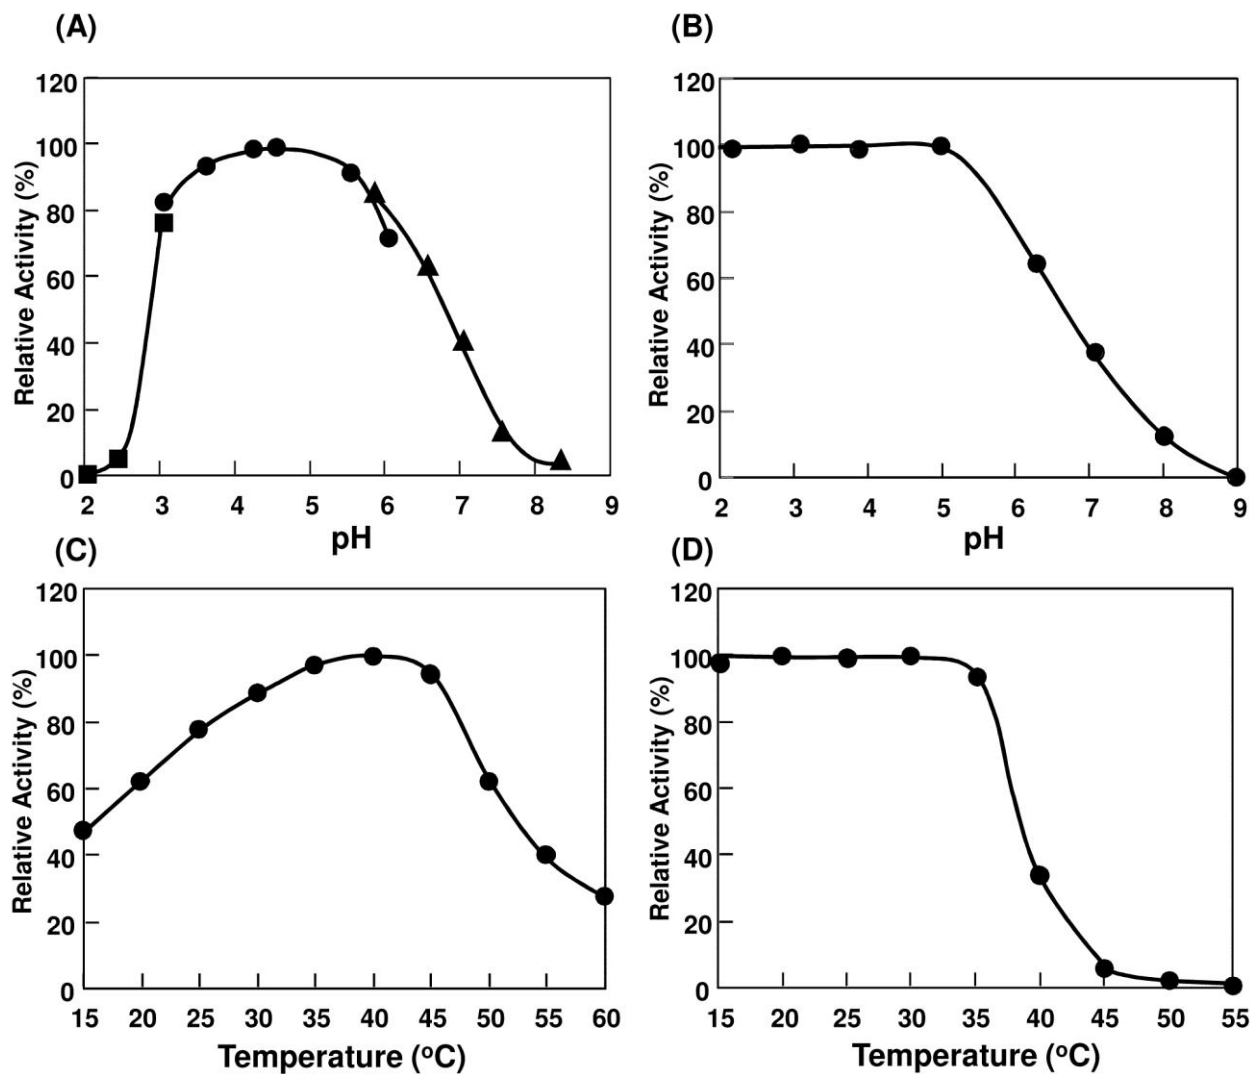 (A)
120
100
80
60
40
20
0
Relative Activity (%)
2 3 4 5 6 7 8 9
pH
(B)
120
100
80
60
40
20
0
Relative Activity (%)
2 3 4 5 6 7 8 9
pH
(C)
120
100
80
60
40
20
0
Relative Activity (%)
15 20 25 30 35 40 45 50 55 60
Temperature (ºC)
(D)
120
100
80
60
40
20
0
Relative Activity (%)
15 20 25 30 35 40 45 50 55
Temperature (ºC)